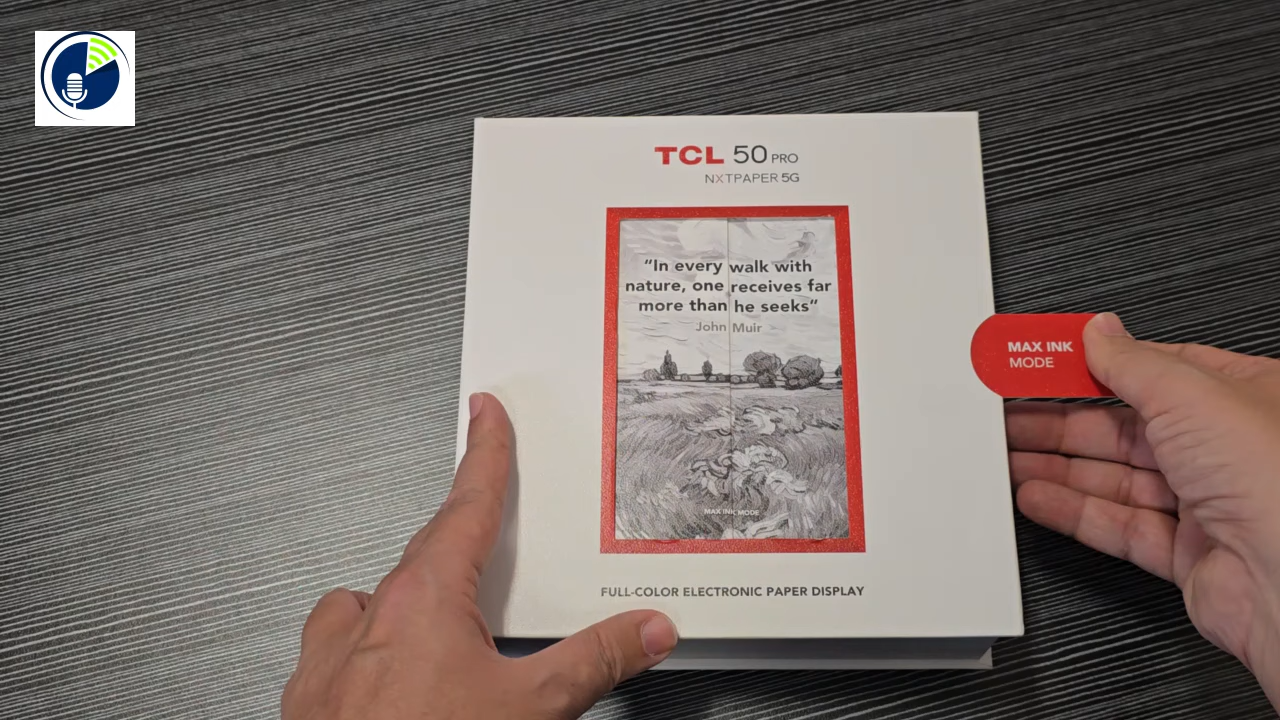 TCL 50 PRO
NXTPAPER 5G
“In every walk with
nature, one receives far
more than he seeks”
John Muir
MAX INK MODE
FULL-COLOR ELECTRONIC PAPER DISPLAY
MAX INK
MODE